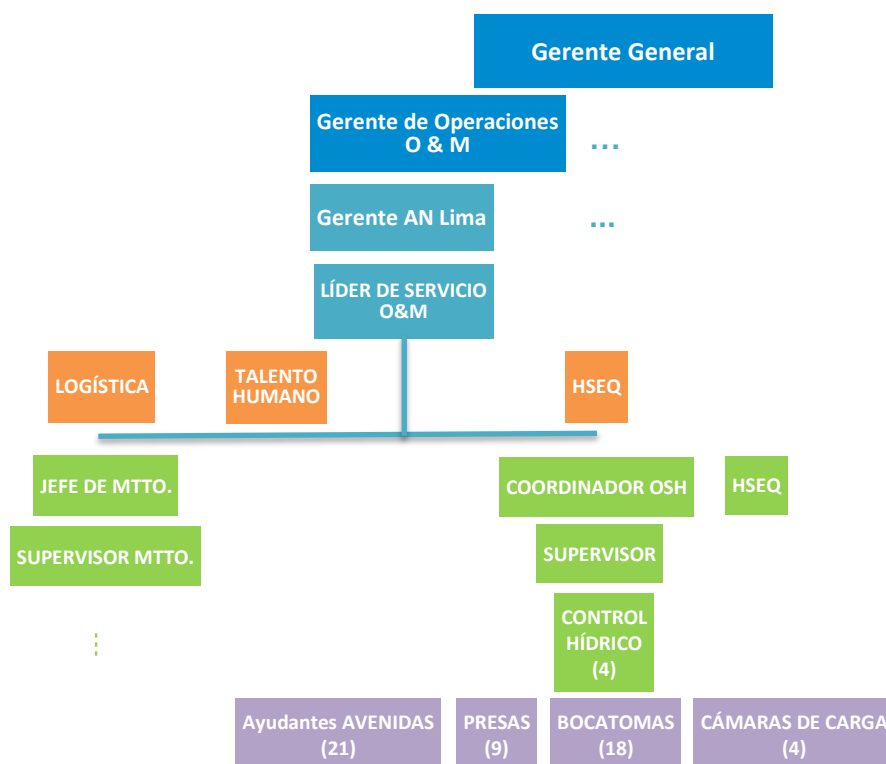 Gerente General
Gerente de Operaciones
O & M
...
Gerente AN Lima
...
LÍDER DE SERVICIO
O&M
LOGÍSTICA
TALENTO
HUMANO
HSEQ
JEFE DE MTTO.
COORDINADOR OSH
HSEQ
SUPERVISOR MTTO.
SUPERVISOR
CONTROL
HÍDRICO
(4)
Ayudantes AVENIDAS
(21)
PRESAS
(9)
BOCATOMAS
(18)
CÁMARAS DE CARGA
(4)